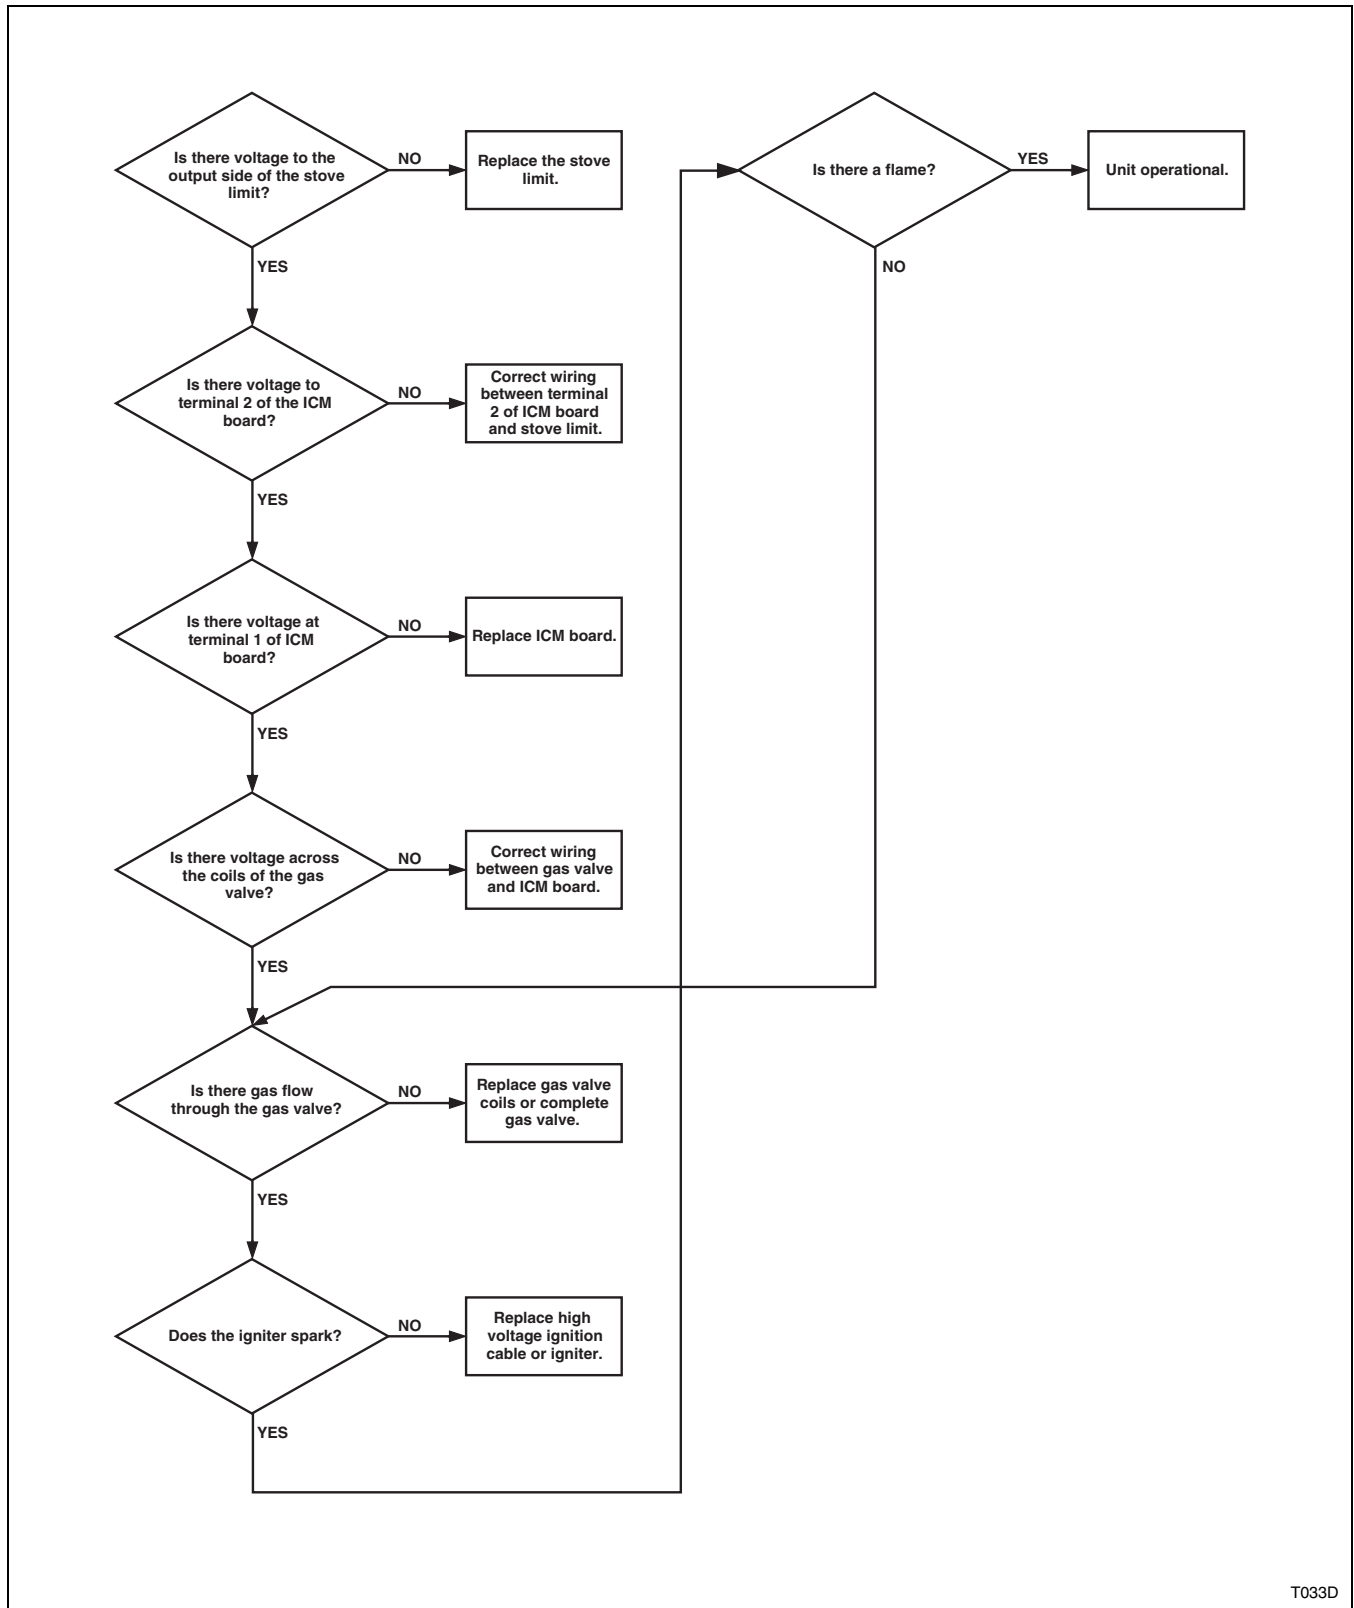 Is there voltage to the
output side of the stove
limit?
NO
Replace the stove
limit.
YES
Is there voltage to
terminal 2 of the ICM
board?
NO
Correct wiring
between terminal
2 of ICM board
and stove limit.
YES
Is there voltage at
terminal 1 of ICM
board?
NO
Replace ICM board.
YES
Is there voltage across
the coils of the gas
valve?
NO
Correct wiring
between gas valve
and ICM board.
YES
Is there gas flow
through the gas valve?
NO
Replace gas valve
coils or complete
gas valve.
YES
Does the igniter spark?
NO
Replace high
voltage ignition
cable or igniter.
YES
Is there a flame?
YES
Unit operational.
NO
T033D